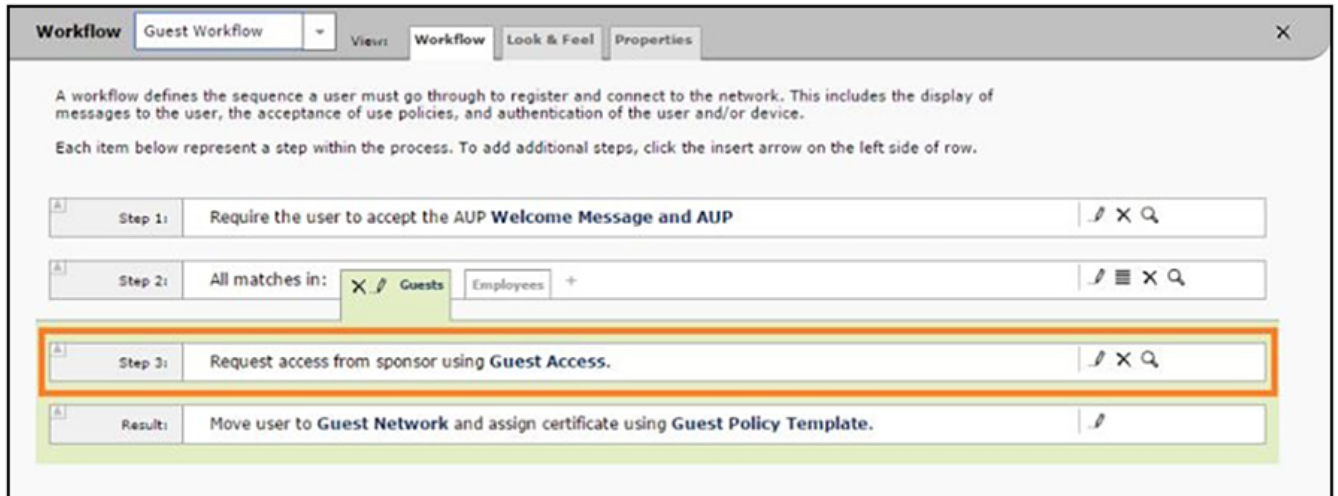 Workflow Guest Workflow View: Workflow Look & Feel Properties
A workflow defines the sequence a user must go through to register and connect to the network. This includes the display of
messages to the user, the acceptance of use policies, and authentication of the user and/or device.
Each item below represent a step within the process. To add additional steps, click the insert arrow on the left side of row.
Step 1: Require the user to accept the AUP Welcome Message and AUP
Step 2: All matches in: Guests Employees +
Step 3: Request access from sponsor using Guest Access.
Result: Move user to Guest Network and assign certificate using Guest Policy Template.